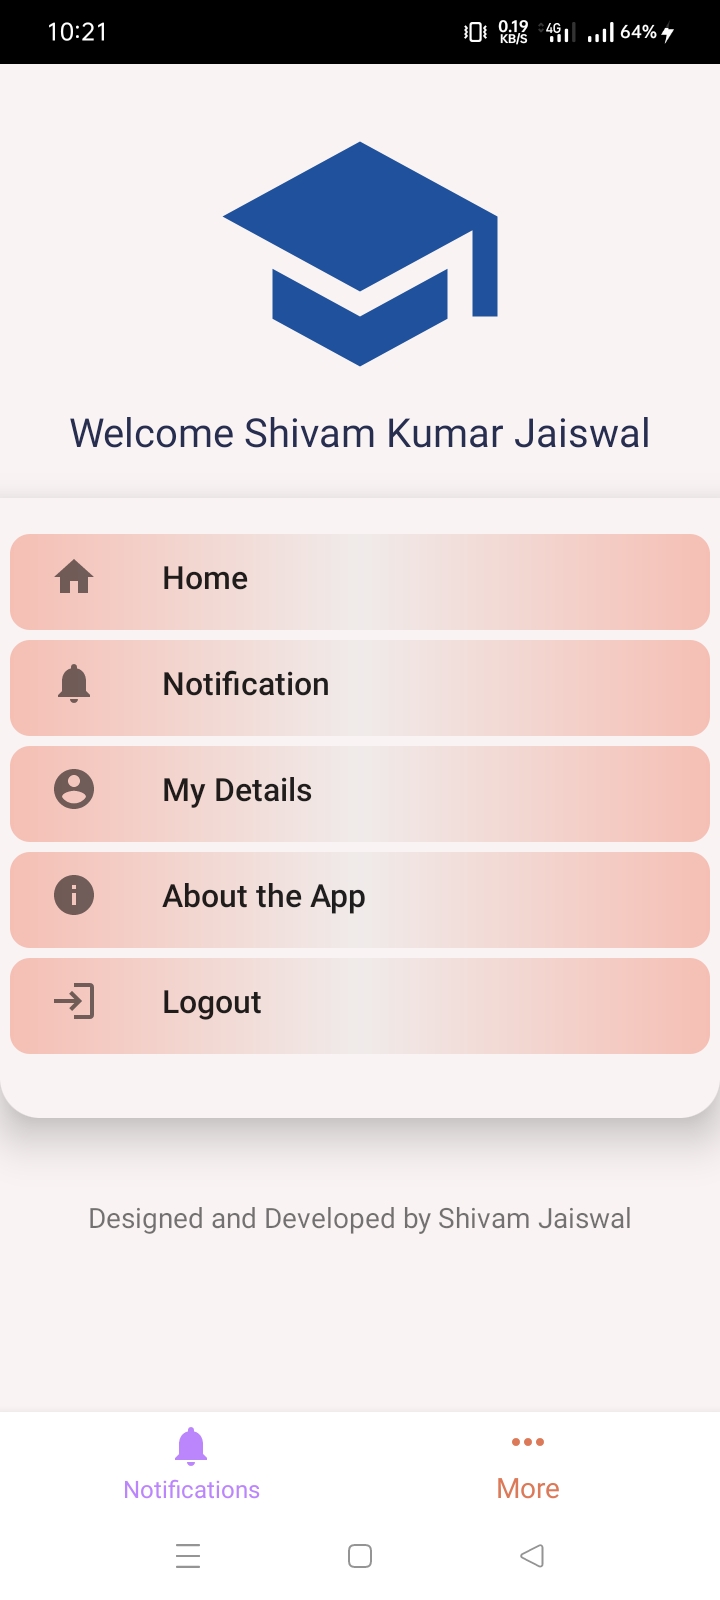 10:21
0.19
KB/S
4G
64%
Welcome Shivam Kumar Jaiswal
Home
Notification
My Details
About the App
Logout
Designed and Developed by Shivam Jaiswal
Notifications
More